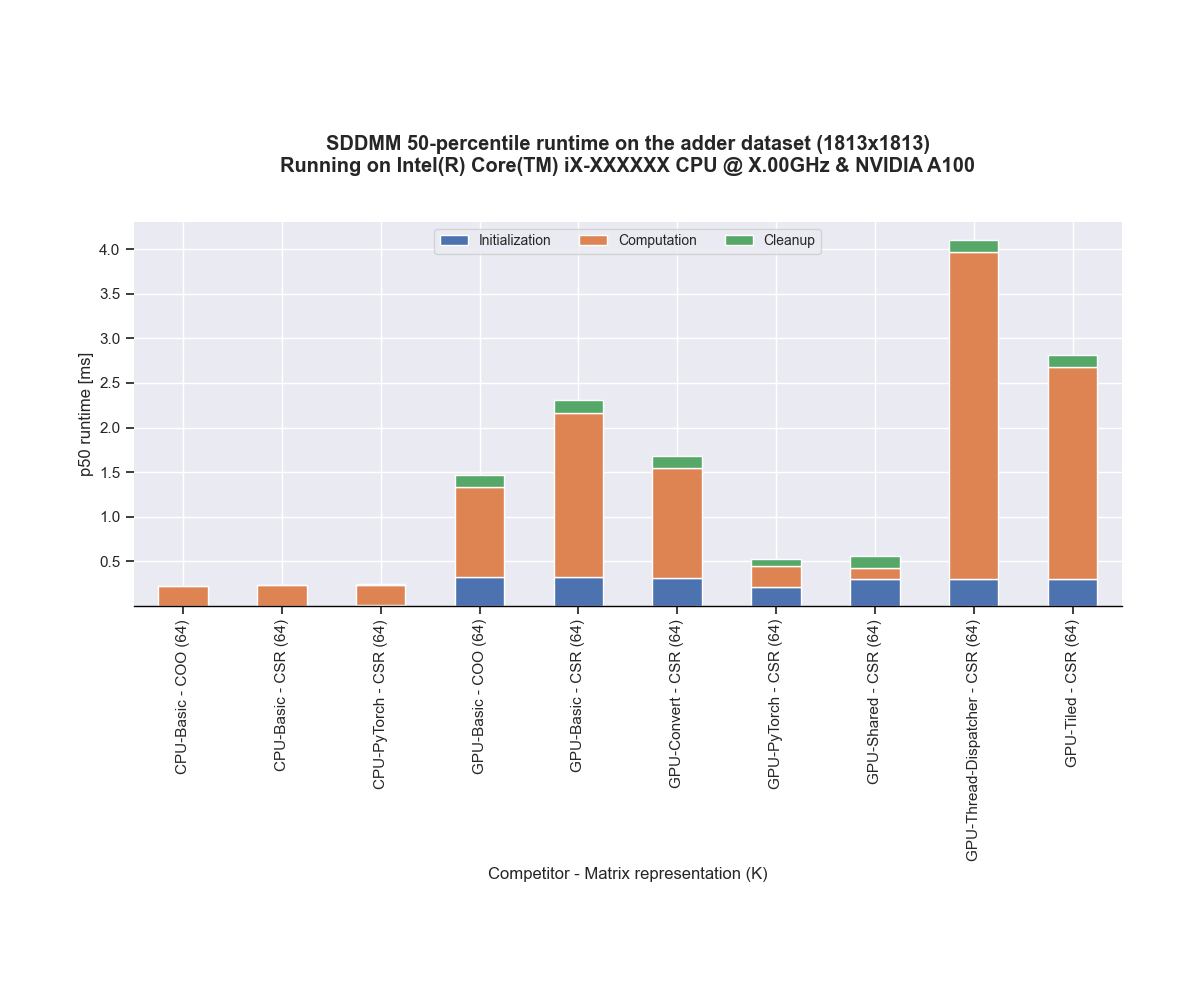 SDDMM 50-percentile runtime on the adder dataset (1813x1813)
Running on Intel(R) Core(TM) iX-XXXXXX CPU @ X.00GHz & NVIDIA A100
Initialization
Computation
Cleanup
p50 runtime [ms]
4.0
3.5
3.0
2.5
2.0
1.5
1.0
0.5
CPU-Basic - COO (64)
CPU-Basic - CSR (64)
CPU-PyTorch - CSR (64)
GPU-Basic - COO (64)
GPU-Basic - CSR (64)
GPU-Convert - CSR (64)
GPU-PyTorch - CSR (64)
GPU-Shared - CSR (64)
GPU-Thread-Dispatcher - CSR (64)
GPU-Tiled - CSR (64)
Competitor - Matrix representation (K)